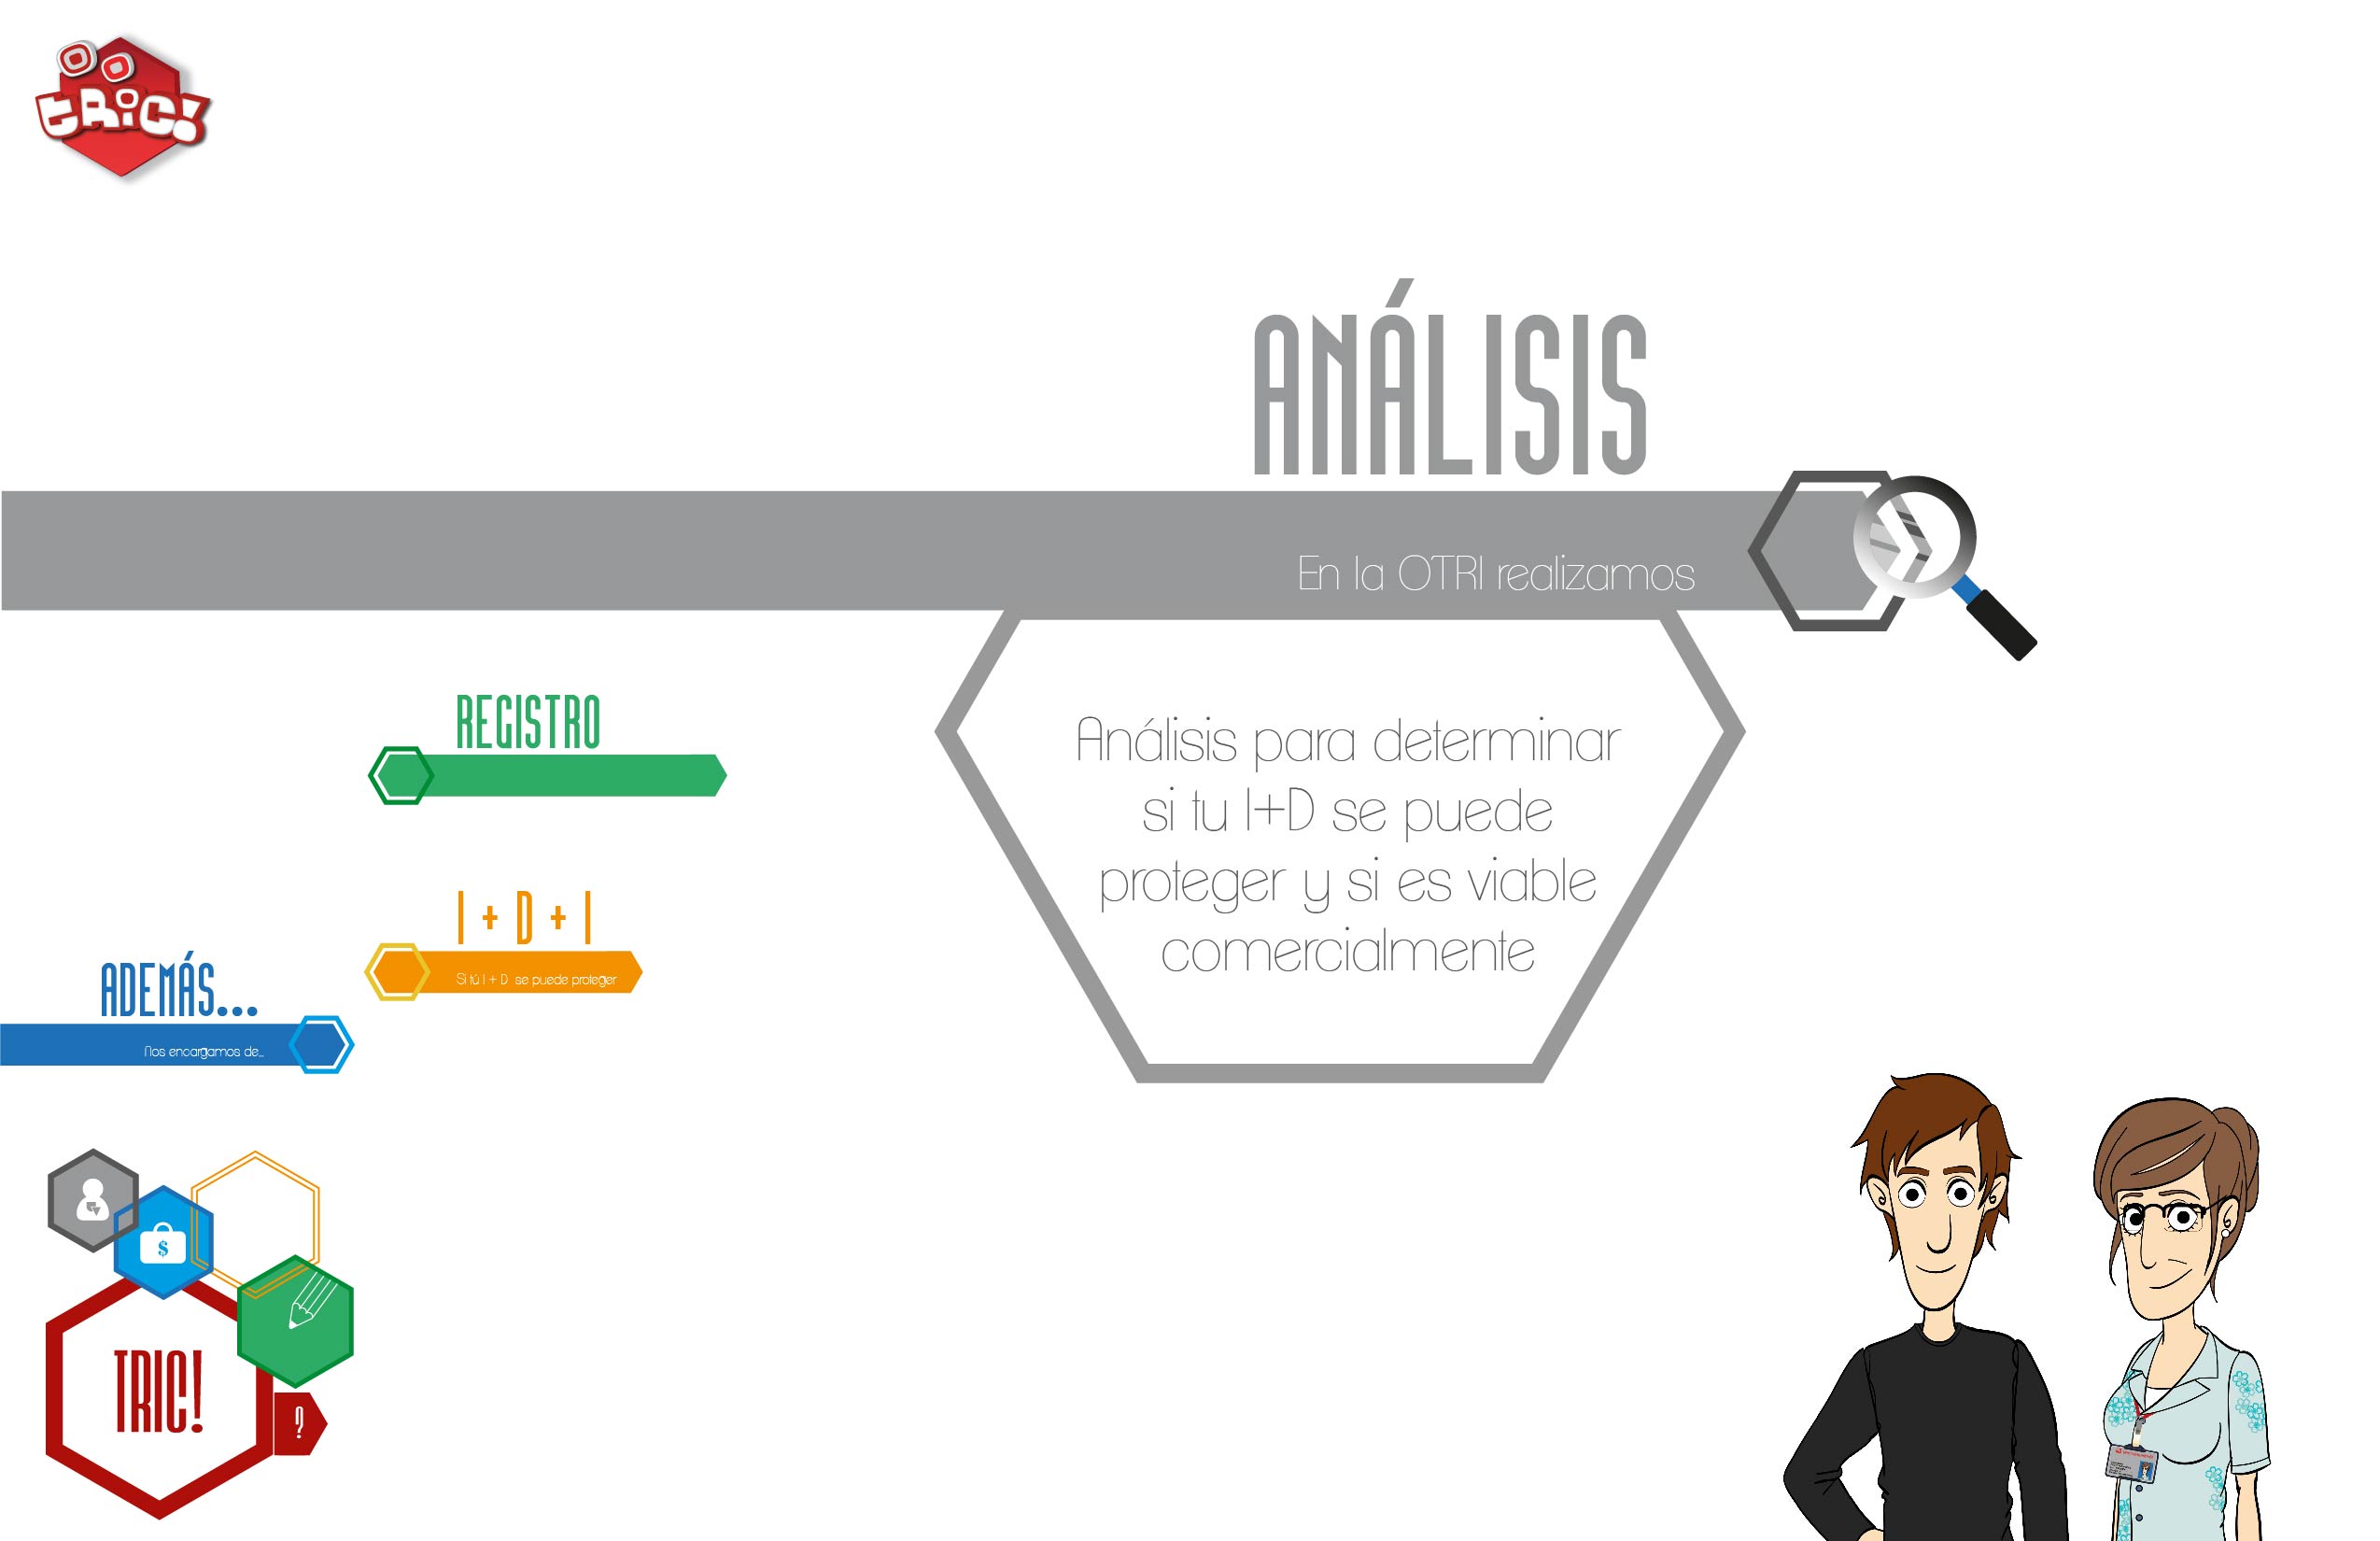 tRiC!
ANÁLISIS
En la OTRI realizamos
Análisis para determinar
si tu I+D se puede
proteger y si es viable
comercialmente
REGISTRO
I + D + I
Si tú I + D se puede proteger
ADEMÁS...
Nos encargamos de...
$
TRIC!
?